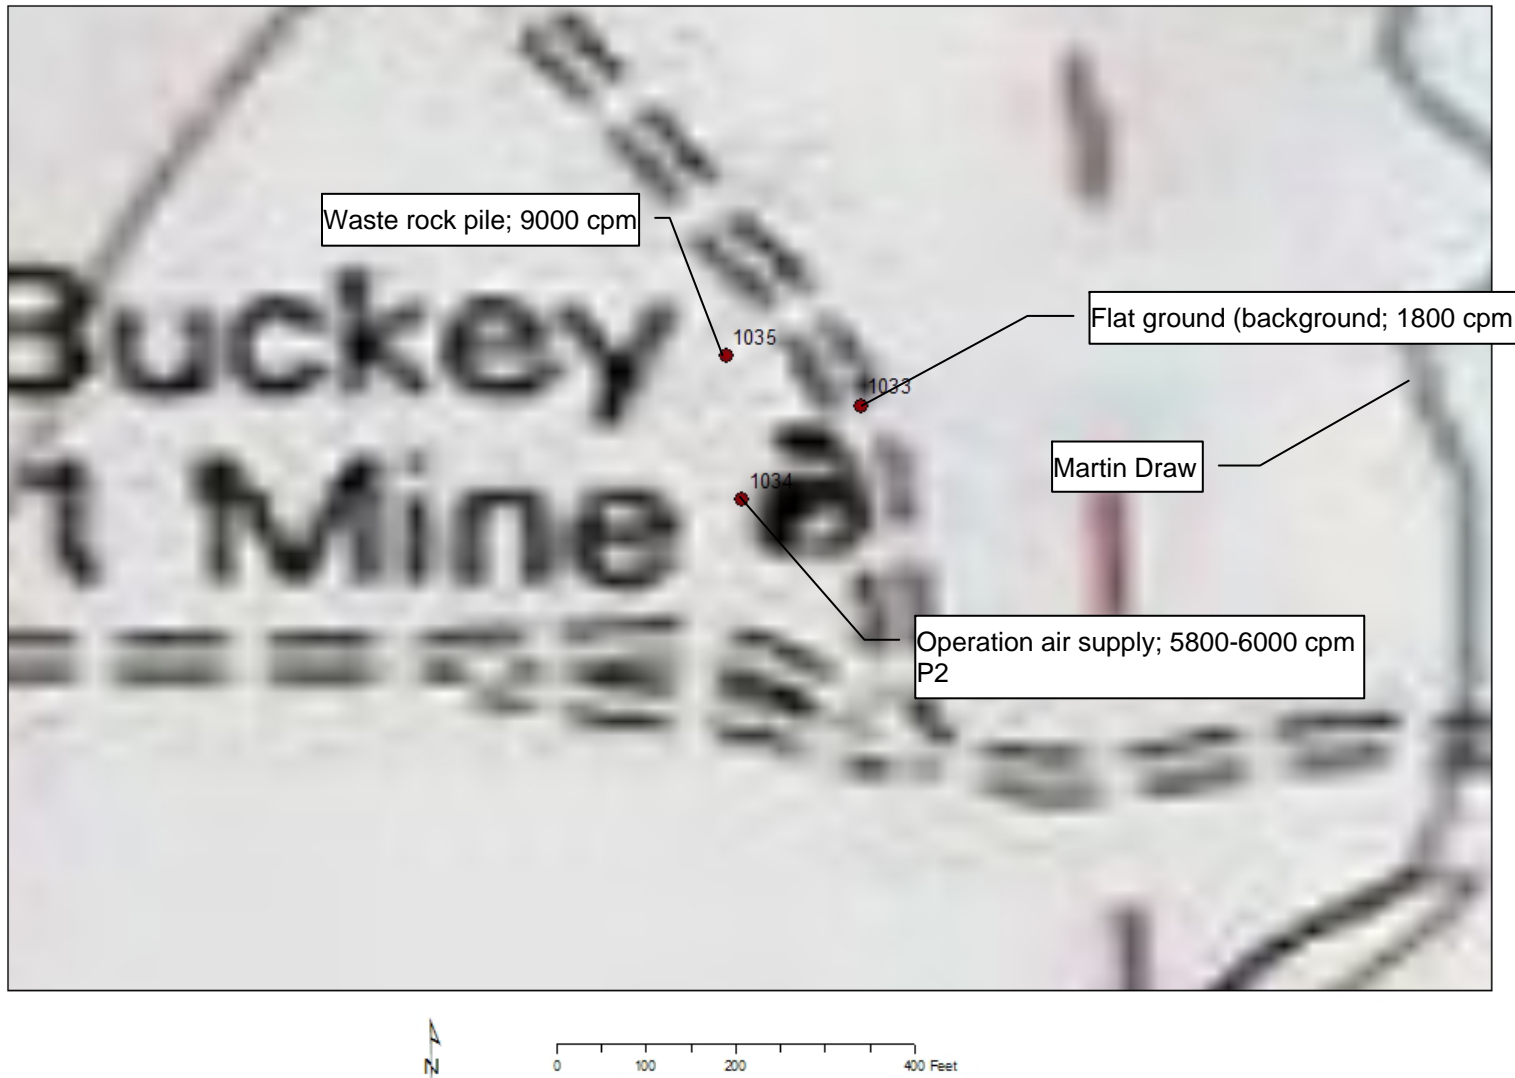 Waste rock pile; 9000 cpm
Buckey
1035
Flat ground (background; 1800 cpm
1033
e
Martin Draw
1034
t Mine
Operation air supply; 5800-6000 cpm
P2
N
0 100 200 400 Feet